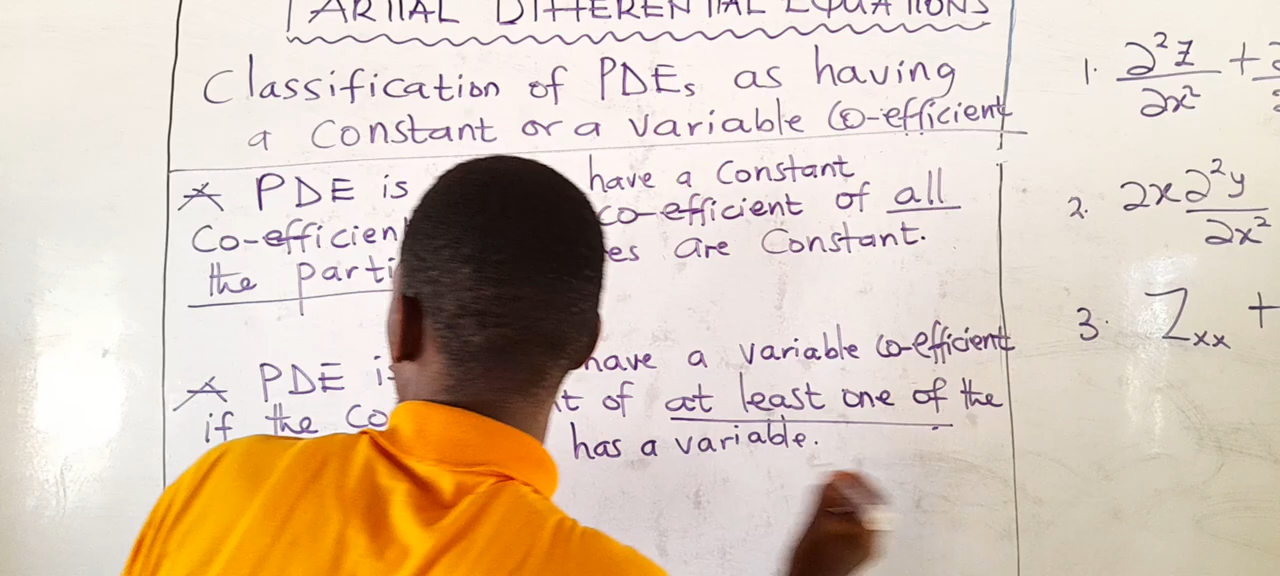 ARTIAL DIFFERENTIAL EQUATIONS
Classification of PDEs as having
a constant or a variable co-efficient
A PDE is have a constant
Co-efficien co-efficient of all
the parti es are constant.
A PDE is have a variable co-efficient
if the co t of at least one of the
has a variable.
1. ∂²Z/∂x² +
2. 2x∂²y/∂x²
3. Zxx +